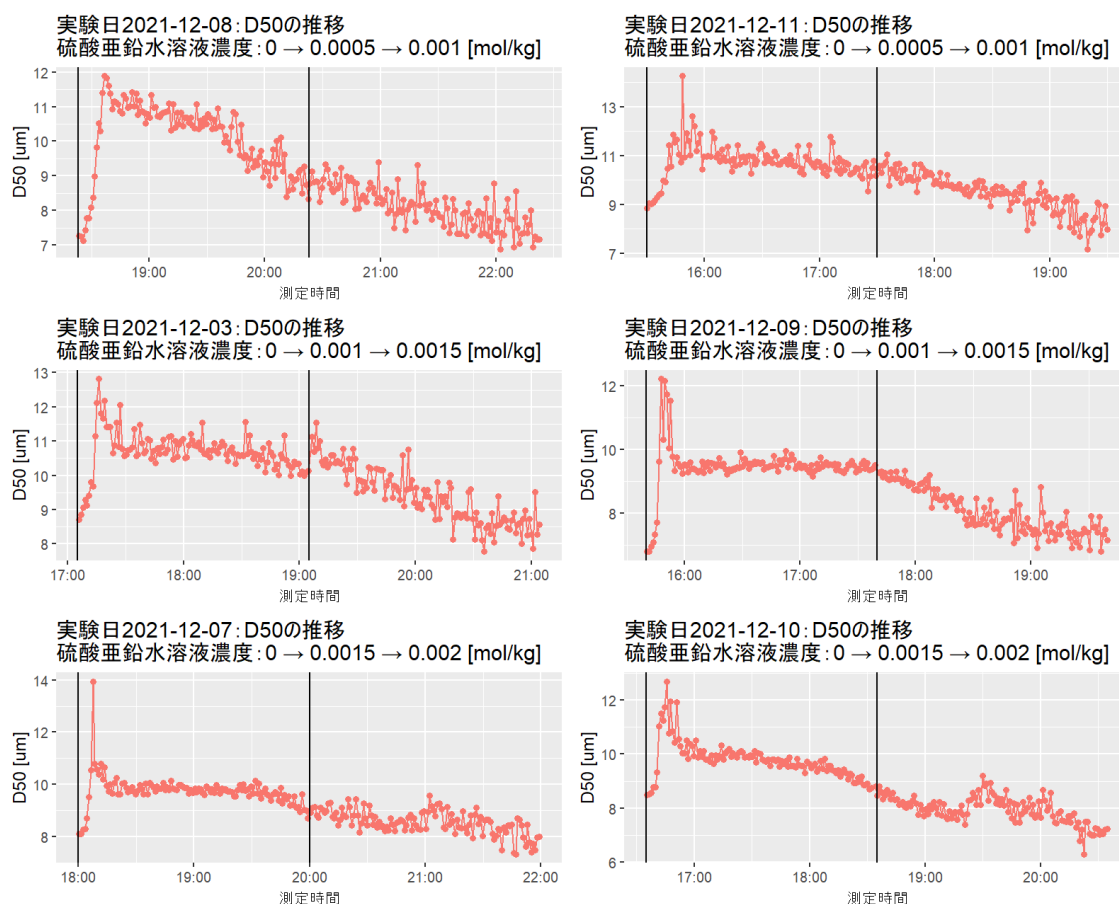 実験日2021-12-08：D50の推移
硫酸亜鉛水溶液濃度：0 → 0.0005 → 0.001 [mol/kg]
12
11
10
9
8
7
D50 [um]
19:00
20:00
21:00
22:00
測定時間
実験日2021-12-11：D50の推移
硫酸亜鉛水溶液濃度：0 → 0.0005 → 0.001 [mol/kg]
13
11
9
7
D50 [um]
16:00
17:00
18:00
19:00
測定時間
実験日2021-12-03：D50の推移
硫酸亜鉛水溶液濃度：0 → 0.001 → 0.0015 [mol/kg]
13
12
11
10
9
8
D50 [um]
17:00
18:00
19:00
20:00
21:00
測定時間
実験日2021-12-09：D50の推移
硫酸亜鉛水溶液濃度：0 → 0.001 → 0.0015 [mol/kg]
12
10
8
D50 [um]
16:00
17:00
18:00
19:00
測定時間
実験日2021-12-07：D50の推移
硫酸亜鉛水溶液濃度：0 → 0.0015 → 0.002 [mol/kg]
14
12
10
8
D50 [um]
18:00
19:00
20:00
21:00
22:00
測定時間
実験日2021-12-10：D50の推移
硫酸亜鉛水溶液濃度：0 → 0.0015 → 0.002 [mol/kg]
12
10
8
6
D50 [um]
17:00
18:00
19:00
20:00
測定時間